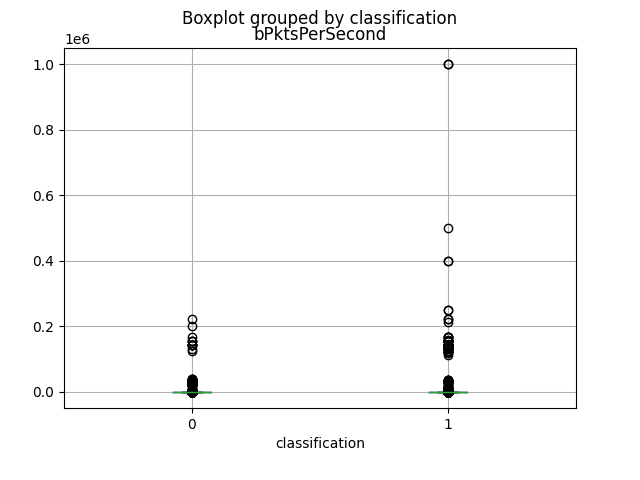 Boxplot grouped by classification
bPktsPerSecond
1e6
1.0
0.8
0.6
0.4
0.2
0.0
0 1
classification